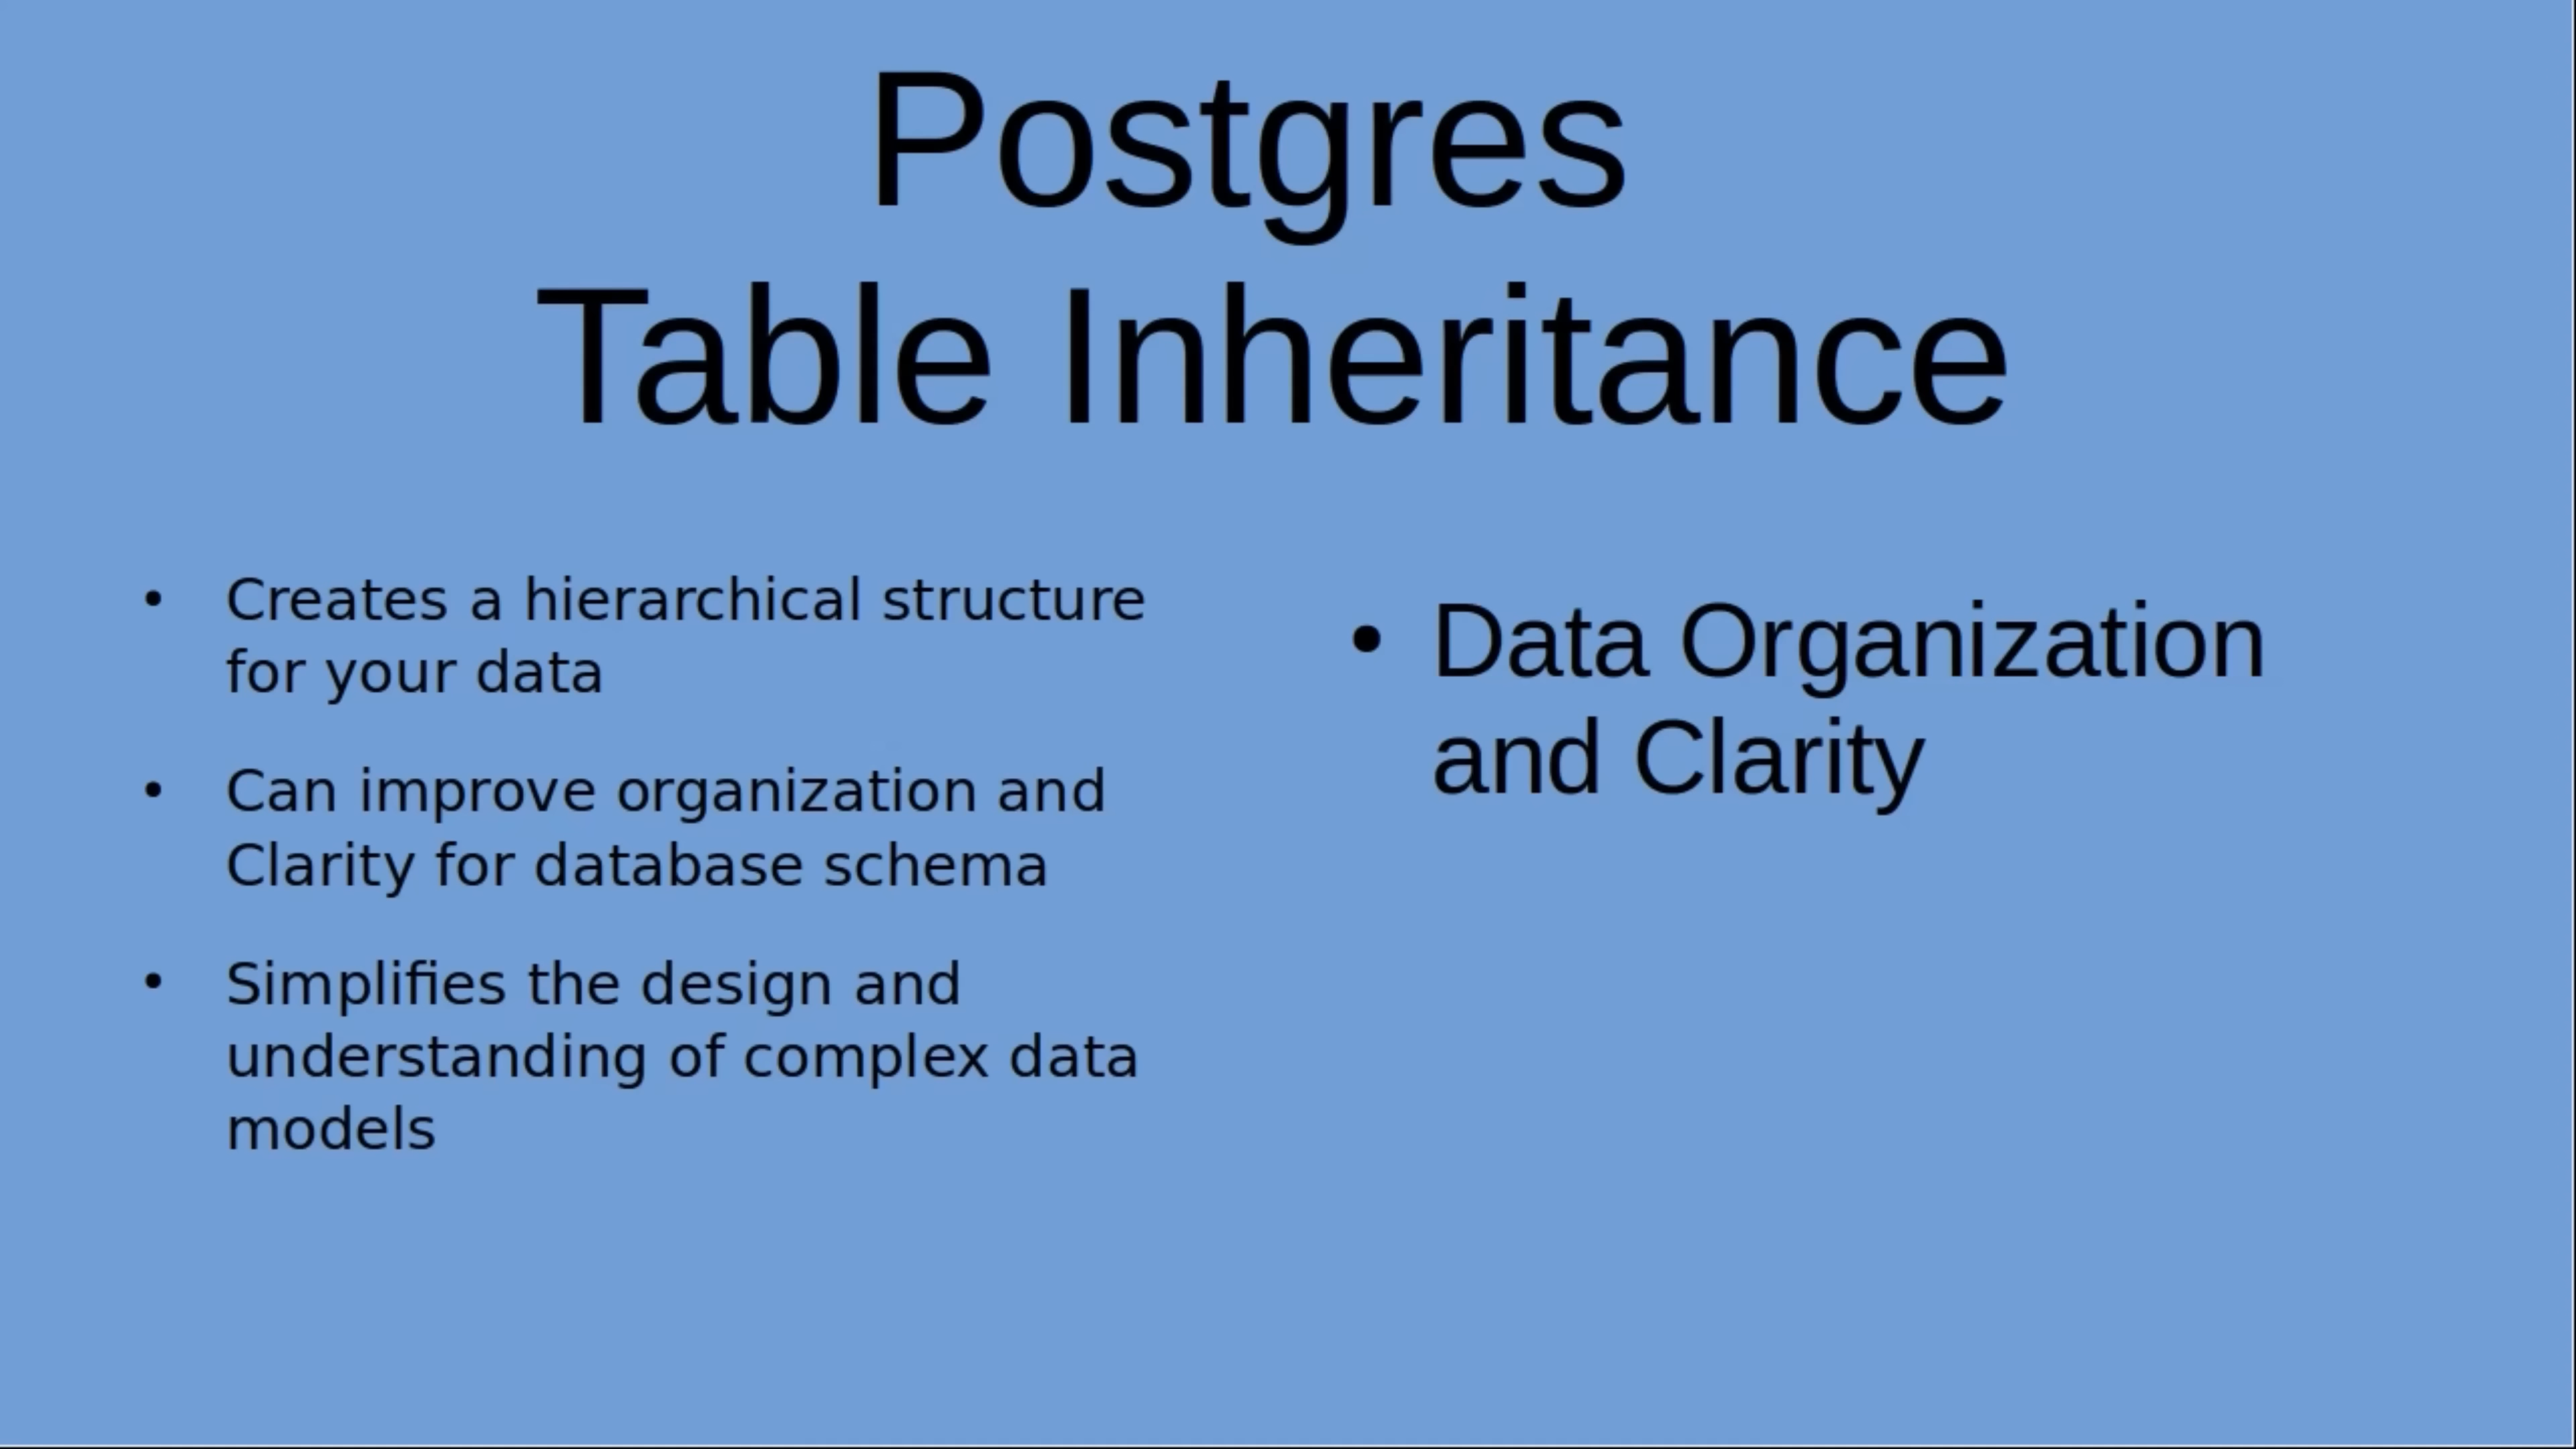 Postgres
Table Inheritance
• Creates a hierarchical structure
for your data
• Can improve organization and
Clarity for database schema
• Simplifies the design and
understanding of complex data
models
• Data Organization
and Clarity